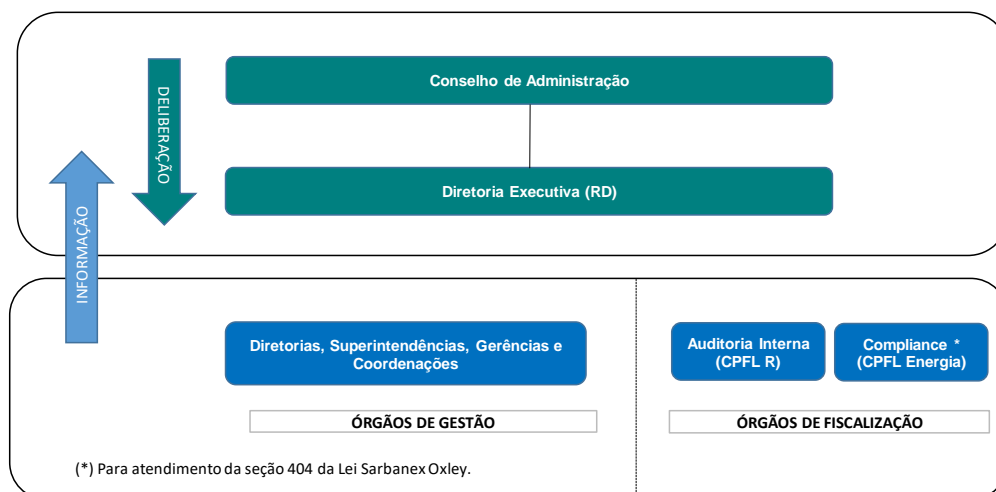 Conselho de Administração
DELIBERAÇÃO
Diretoria Executiva (RD)
INFORMAÇÃO
Diretorias, Superintendências, Gerências e
Coordenações
Auditoria Interna
(CPFL R)
Compliance *
(CPFL Energia)
ÓRGÃOS DE GESTÃO
ÓRGÃOS DE FISCALIZAÇÃO
(*) Para atendimento da seção 404 da Lei Sarbanex Oxley.